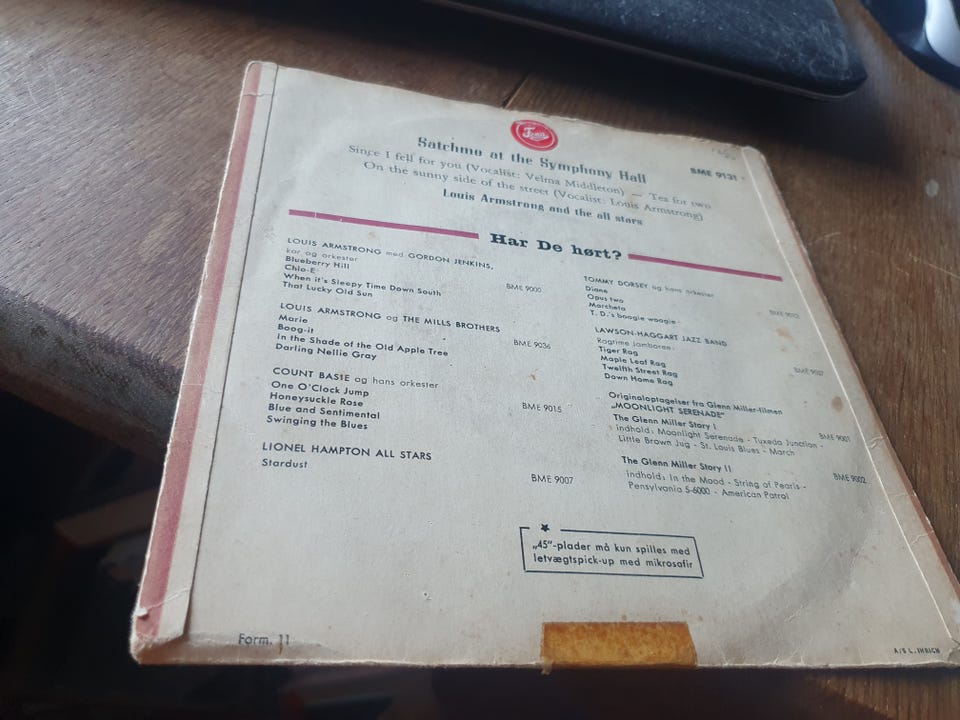 Fona
Satchmo at the Symphony Hall
BME 9131
Since I fell for you (Vocalist: Velma Middleton) — Tea for two
On the sunny side of the street (Vocalist: Louis Armstrong)
Louis Armstrong and the all stars
Har De hørt?
LOUIS ARMSTRONG med GORDON JENKINS,
kor og orkester
Blueberry Hill
Chlo-E
When it's Sleepy Time Down South
That Lucky Old Sun
BME 9000
LOUIS ARMSTRONG og THE MILLS BROTHERS
Marie
Boog-it
In the Shade of the Old Apple Tree
Darling Nellie Gray
BME 9036
COUNT BASIE og hans orkester
One O'Clock Jump
Honeysuckle Rose
Blue and Sentimental
Swinging the Blues
BME 9015
LIONEL HAMPTON ALL STARS
Stardust
BME 9007
TOMMY DORSEY og hans orkester
Diane
Opus two
Marcheta
T. D.'s boogie woogie
LAWSON-HAGGART JAZZ BAND
Ragtime Jamboree:
Tiger Rag
Maple Leaf Rag
Twelfth Street Rag
Down Home Rag
Originaloptagelser fra Glenn Miller-filmen
„MOONLIGHT SERENADE"
The Glenn Miller Story I
BME 9001
indhold: Moonlight Serenade - Tuxedo Junction -
Little Brown Jug - St. Louis Blues - March
The Glenn Miller Story II
BME 9002
indhold: In the Mood - String of Pearls -
Pensylvania 5-6000 - American Patrol
„45"-plader må kun spilles med
letvægtspick-up med mikrosafir
Form. 11
A/S L. IHRICH